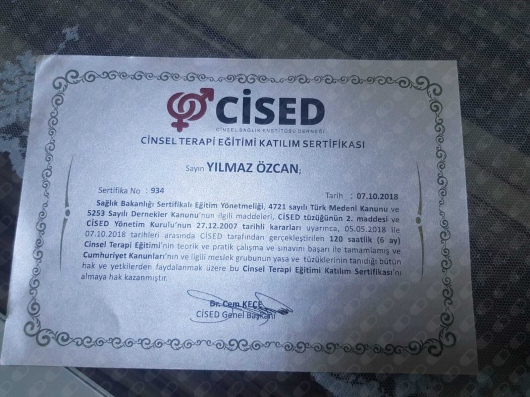 CİSED
CİNSEL SAĞLIK ENSTİTÜSÜ DERNEĞİ
CİNSEL TERAPİ EĞİTİMİ KATILIM SERTİFİKASI
Sayın YILMAZ ÖZCAN;
Sertifika No : 934
Tarih : 07.10.2018
Sağlık Bakanlığı Sertifikalı Eğitim Yönetmeliği, 4721 sayılı Türk Medeni Kanunu ve
5253 Sayılı Dernekler Kanunu'nun ilgili maddeleri, CİSED tüzüğünün 2. maddesi ve
CİSED Yönetim Kurulu'nun 27.12.2007 tarihli kararları uyarınca, 05.05.2018 ile
07.10.2018 tarihleri arasında CİSED tarafından gerçekleştirilen 120 saatlik (6 ay)
Cinsel Terapi Eğitimi'nin teorik ve pratik çalışma ve sınavını başarı ile tamamlamış ve
Cumhuriyet Kanunları'nın ve ilgili meslek grubunun yasa ve tüzüklerinin tanıdığı bütün
hak ve yetkilerden faydalanmak üzere bu Cinsel Terapi Eğitimi Katılım Sertifikası'nı
almaya hak kazanmıştır.
Dr. Cem KEÇE
CİSED Genel Başkanı